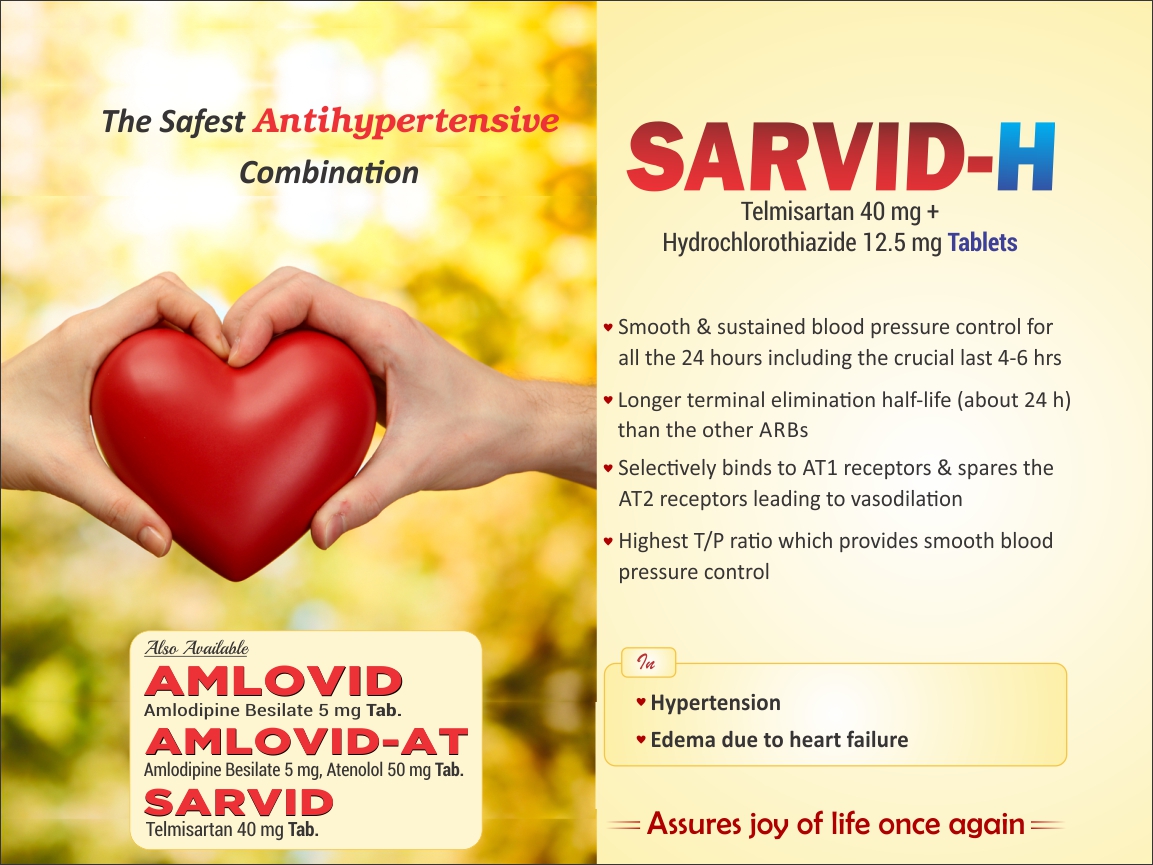 The Safest Antihypertensive
Combination
Also Available
AMLOVID
Amlodipine Besilate 5 mg Tab.
AMLOVID-AT
Amlodipine Besilate 5 mg, Atenolol 50 mg Tab.
SARVID
Telmisartan 40 mg Tab.
SARVID-H
Telmisartan 40 mg +
Hydrochlorothiazide 12.5 mg Tablets
Smooth & sustained blood pressure control for
all the 24 hours including the crucial last 4-6 hrs
Longer terminal elimination half-life (about 24 h)
than the other ARBs
Selectively binds to AT1 receptors & spares the
AT2 receptors leading to vasodilation
Highest T/P ratio which provides smooth blood
pressure control
In
Hypertension
Edema due to heart failure
Assures joy of life once again